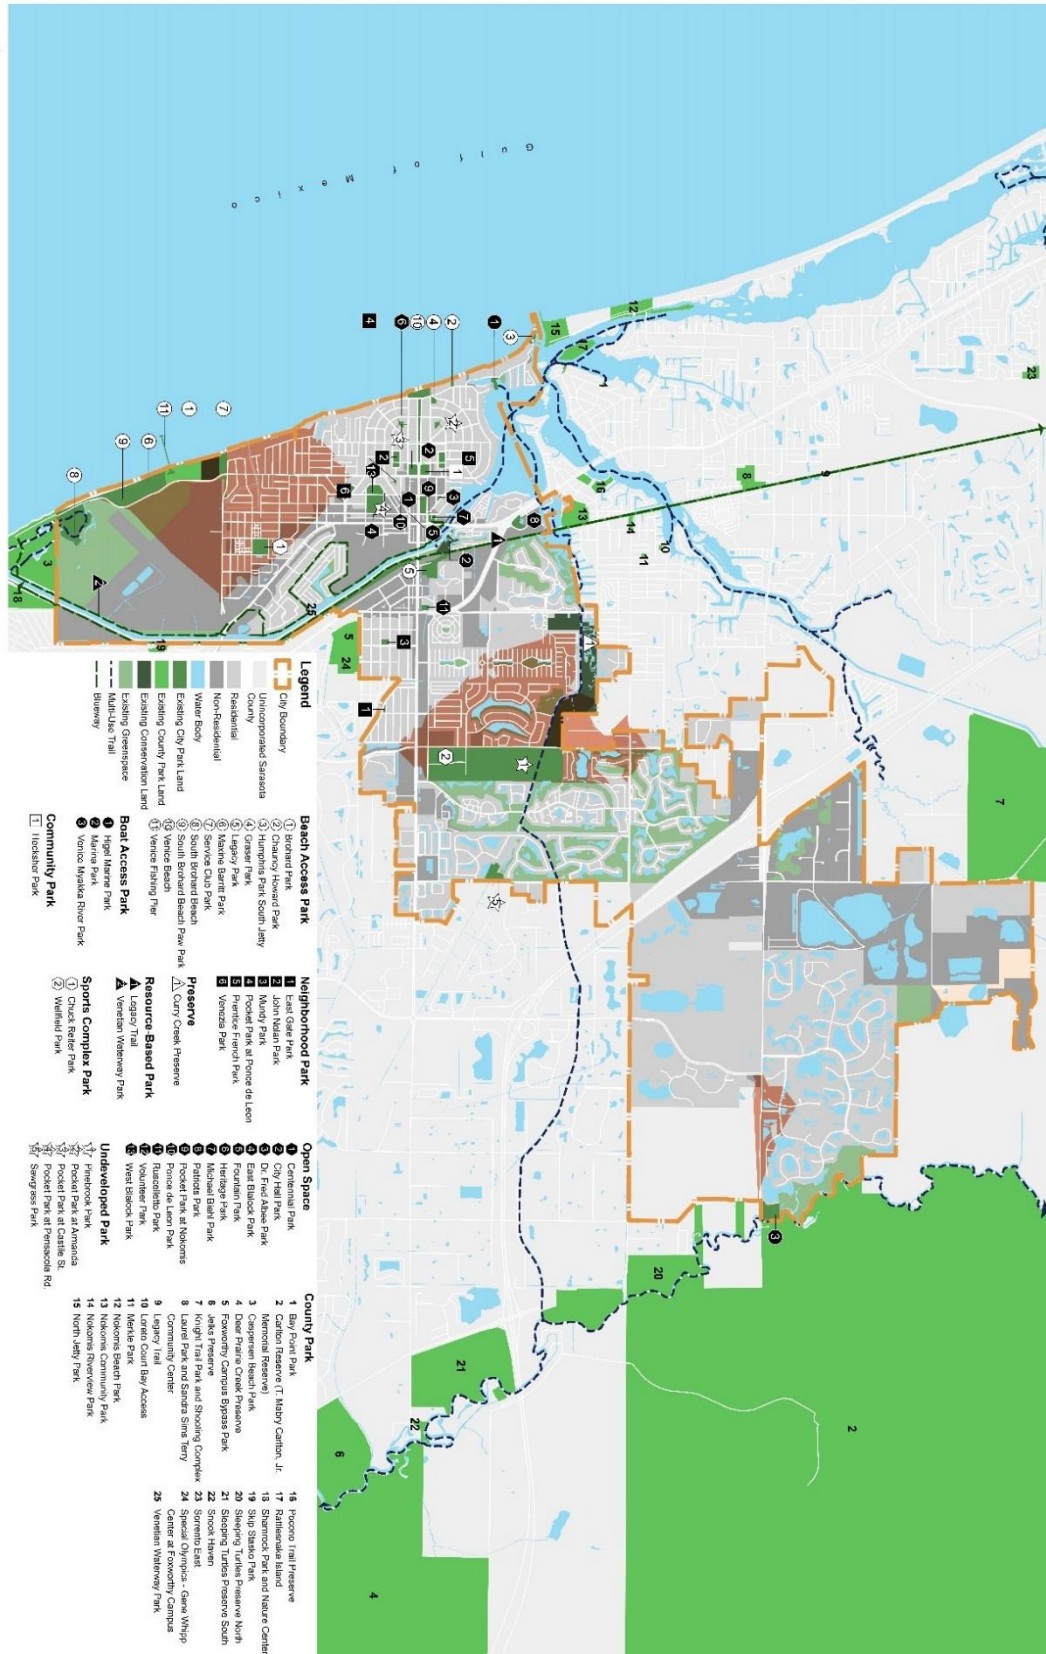 Gulf of Mexico
Legend
City Boundary
Unincorporated Sarasota
County
Residential
Non-Residential
Water Body
Existing City Park Land
Existing County Park Land
Existing Conservation Land
Existing Greenspace
Multi-Use Trail
Blueway
Beach Access Park
1 Brohard Park
2 Chauncy Howard Park
3 Humphris Park South Jetty
4 Graser Park
5 Legacy Park
6 Maxine Barritt Park
7 Service Club Park
8 South Brohard Beach
9 South Brohard Beach Paw Park
10 Venice Beach
11 Venice Fishing Pier
Boat Access Park
1 Higel Marine Park
2 Marina Park
3 Venice Myakka River Park
Community Park
1 Hecksher Park
Neighborhood Park
1 East Gate Park
2 John Nolan Park
3 Mundy Park
4 Pocket Park at Ponce de Leon
5 Prentice French Park
6 Venezia Park
Preserve
1 Curry Creek Preserve
Resource-Based Park
1 Legacy Trail
2 Venetian Waterway Park
Sports Complex Park
1 Chuck Reiter Park
2 Wellfield Park
Open Space
1 Centennial Park
2 City Hall Park
3 Dr. Fred Albee Park
4 East Blalock Park
5 Fountain Park
6 Heritage Park
7 Michael Biehl Park
8 Patriots Park
9 Pocket Park at Nokomis
10 Ponce de Leon Park
11 Ruscelletto Park
12 Volunteer Park
13 West Blalock Park
Undeveloped Park
1 Pinebrook Park
2 Pocket Park at Armanda
3 Pocket Park at Castile St.
4 Pocket Park at Pensacola Rd.
5 Sawgrass Park
County Park
1 Bay Point Park
2 Carlton Reserve (T. Mabry Carlton, Jr.
Memorial Reserve)
3 Caspersen Beach Park
4 Deer Prairie Creek Preserve
5 Foxworthy Campus Bypass Park
6 Jelks Preserve
7 Knight Trail Park and Shooting Complex
8 Laurel Park and Sandra Sims Terry
Community Center
9 Legacy Trail
10 Loreto Court Bay Access
11 Merkle Park
12 Nokomis Beach Park
13 Nokomis Community Park
14 Nokomis Riverview Park
15 North Jetty Park
16 Pocono Trail Preserve
17 Rattlesnake Island
18 Shamrock Park and Nature Center
19 Skip Stasko Park
20 Sleeping Turtles Preserve North
21 Sleeping Turtles Preserve South
22 Snook Haven
23 Sorrento East
24 Special Olympics - Gene Whipp
Center at Foxworthy Campus
25 Venetian Waterway Park